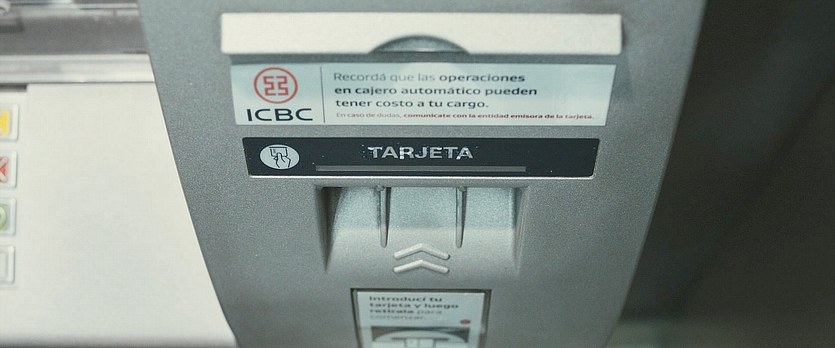 Recordá que las operaciones
en cajero automático pueden
tener costo a tu cargo.
En caso de dudas, comunicate con la entidad emisora de la tarjeta.
ICBC
TARJETA
Introducí tu
tarjeta y luego
retirala para
comenzar.